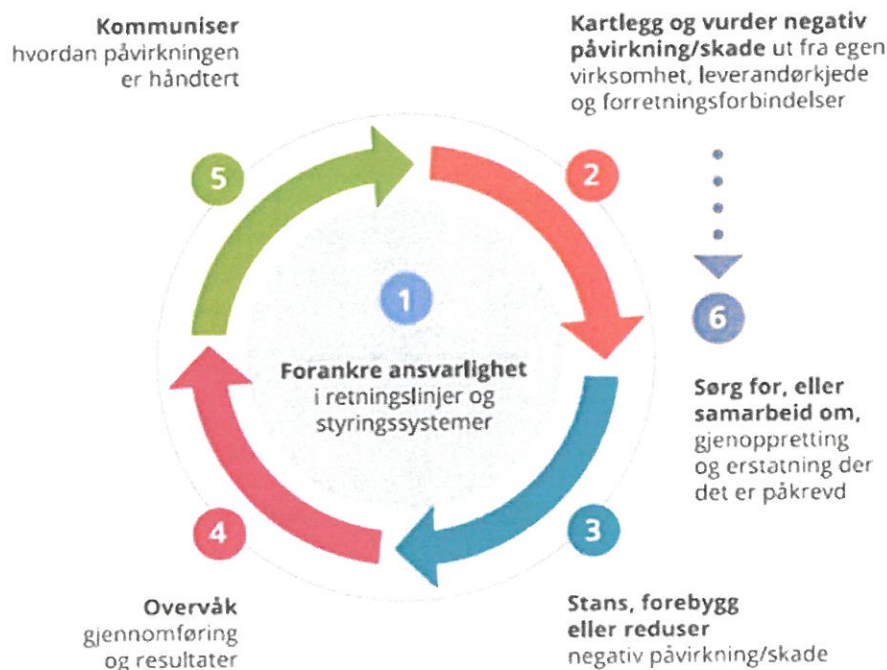 Kommuniser
hvordan påvirkningen
er håndtert
Kartlegg og vurder negativ
påvirkning/skade ut fra egen
virksomhet, leverandørkjede
og forretningsforbindelser
5
2
1
Forankre ansvarlighet
i retningslinjer og
styringssystemer
6
Sørg for, eller
samarbeid om,
gjenoppretting
og erstatning der
det er påkrevd
4
3
Overvåk
gjennomføring
og resultater
Stans, forebygg
eller reduser
negativ påvirkning/skade